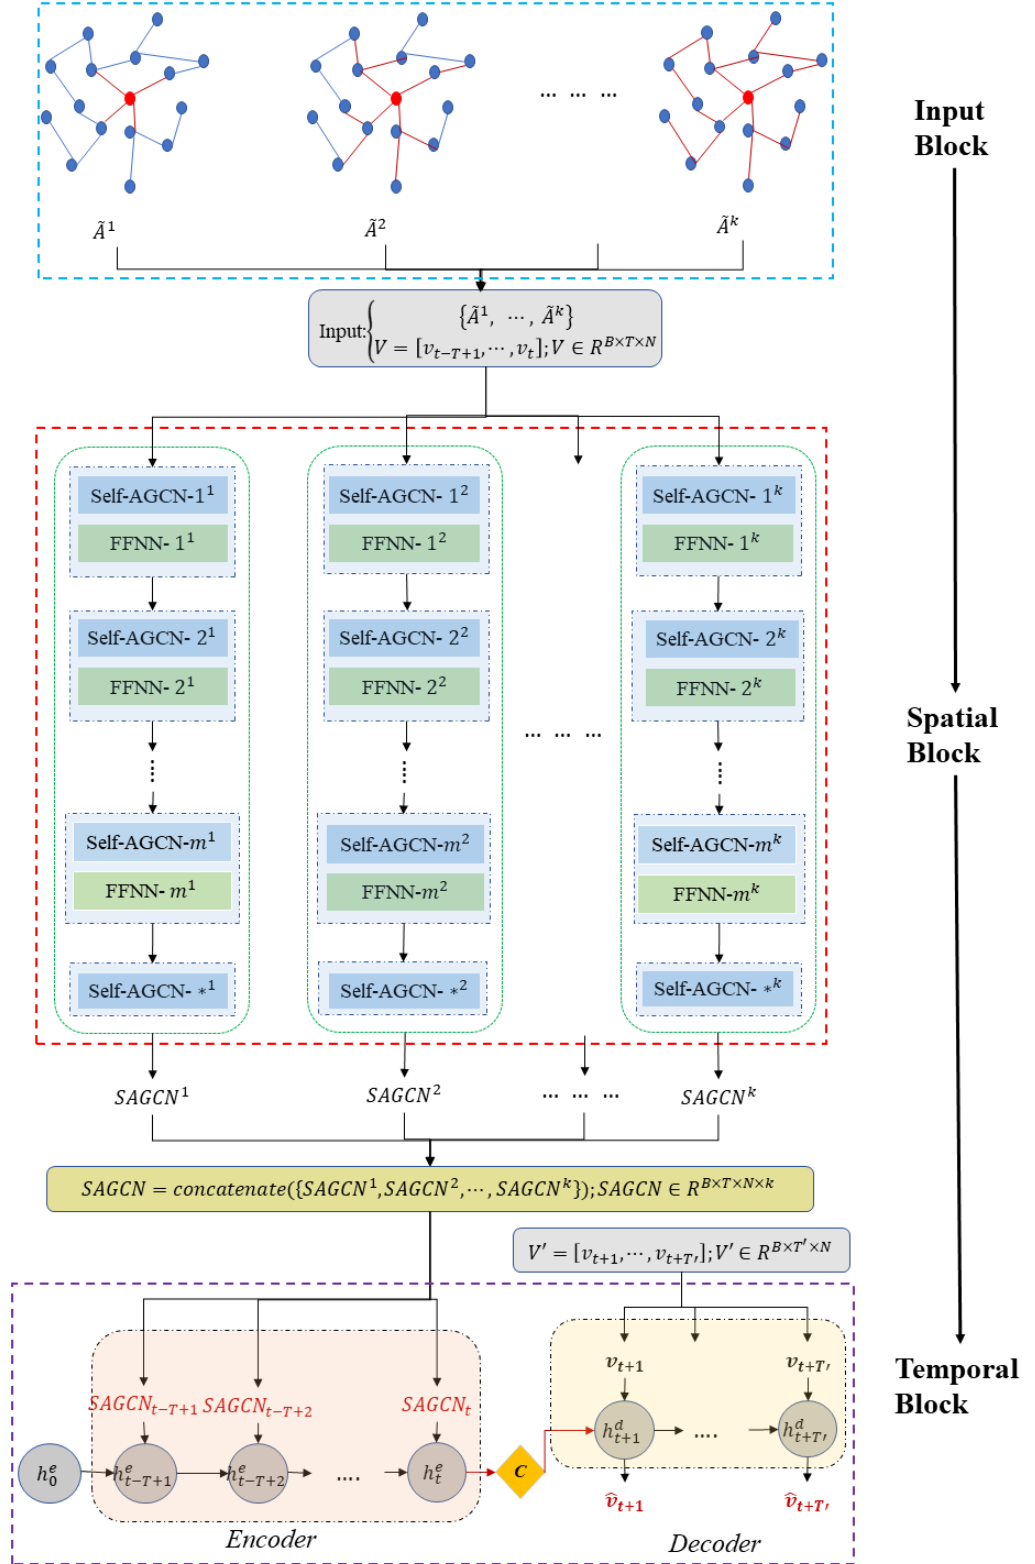 ... ... ...
Input
Block
Ã¹
Ã²
Ãᵏ
Input: { {Ã¹, ⋯, Ãᵏ}
V = [v_{t−T+1}, ⋯, v_t]; V ∈ R^{B×T×N}
Self-AGCN-1¹
Self-AGCN- 1²
Self-AGCN- 1ᵏ
FFNN- 1¹
FFNN- 1²
FFNN- 1ᵏ
Self-AGCN- 2¹
Self-AGCN- 2²
Self-AGCN- 2ᵏ
FFNN- 2¹
FFNN- 2²
FFNN- 2ᵏ
... ... ...
Spatial
Block
Self-AGCN-m¹
Self-AGCN-m²
Self-AGCN-mᵏ
FFNN- m¹
FFNN-m²
FFNN-mᵏ
Self-AGCN- *¹
Self-AGCN- *²
Self-AGCN- *ᵏ
SAGCN¹
SAGCN²
... ... ...
SAGCNᵏ
SAGCN = concatenate({SAGCN¹, SAGCN², ⋯, SAGCNᵏ}); SAGCN ∈ R^{B×T×N×k}
V′ = [v_{t+1}, ⋯, v_{t+T′}]; V′ ∈ R^{B×T′×N}
v_{t+1}
v_{t+T′}
Temporal
Block
SAGCN_{t−T+1}
SAGCN_{t−T+2}
SAGCN_t
h^d_{t+1}
....
h^d_{t+T′}
h^e_0
h^e_{t−T+1}
h^e_{t−T+2}
....
h^e_t
C
v̂_{t+1}
v̂_{t+T′}
Encoder
Decoder